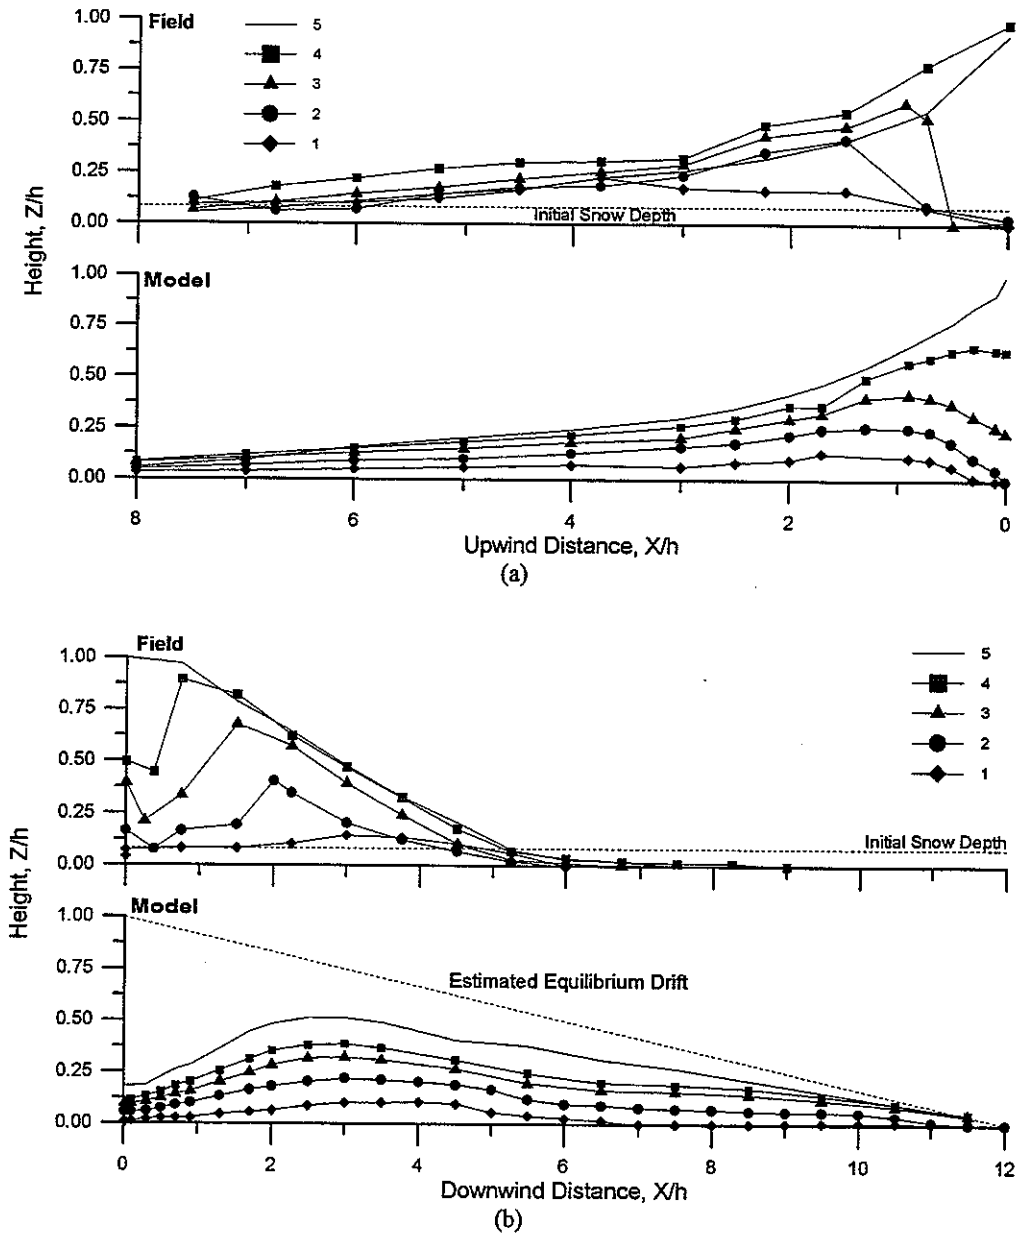 1.00
Field
5
4
3
2
1
0.75
0.50
0.25
0.00
Initial Snow Depth
1.00
Model
0.75
0.50
0.25
0.00
Height, Z/h
8 6 4 2 0
Upwind Distance, X/h
(a)
Field
1.00
5
4
3
2
1
0.75
0.50
0.25
0.00
Initial Snow Depth
Model
1.00
0.75
Estimated Equilibrium Drift
0.50
0.25
0.00
Height, Z/h
0 2 4 6 8 10 12
Downwind Distance, X/h
(b)